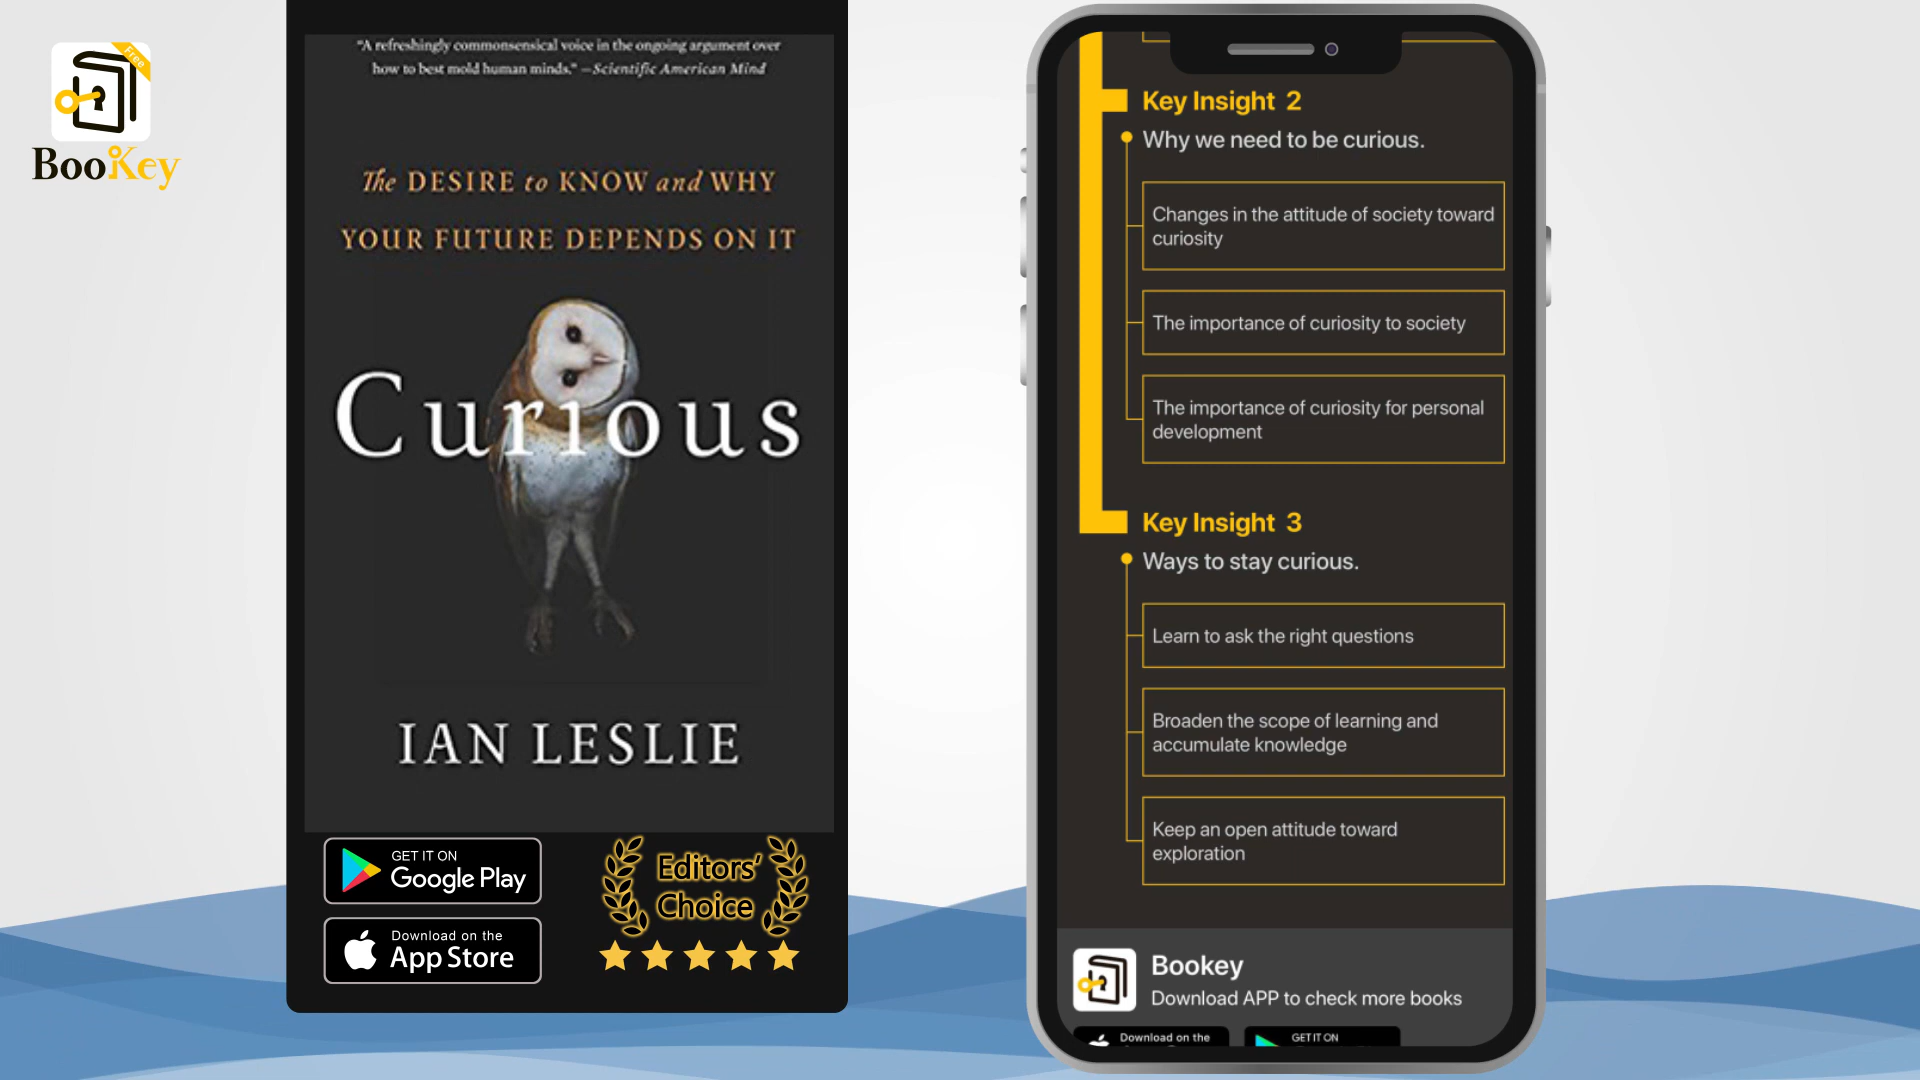 Free
BooKey
"A refreshingly commonsensical voice in the ongoing argument over
how to best mold human minds." —Scientific American Mind
The DESIRE to KNOW and WHY
YOUR FUTURE DEPENDS ON IT
Curious
IAN LESLIE
GET IT ON
Google Play
Download on the
App Store
Editors'
Choice
Key Insight 2
Why we need to be curious.
Changes in the attitude of society toward
curiosity
The importance of curiosity to society
The importance of curiosity for personal
development
Key Insight 3
Ways to stay curious.
Learn to ask the right questions
Broaden the scope of learning and
accumulate knowledge
Keep an open attitude toward
exploration
Bookey
Download APP to check more books
Download on the
GET IT ON